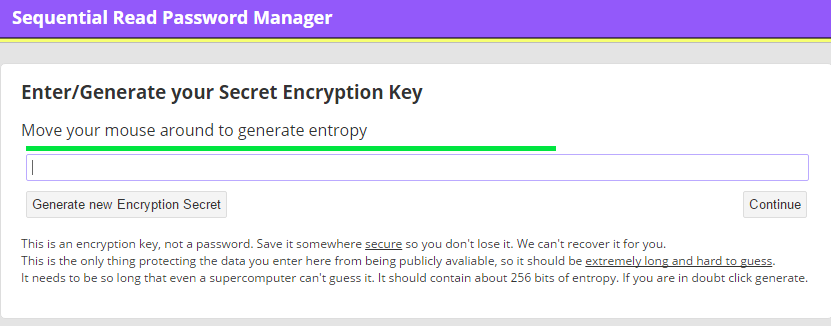 Sequential Read Password Manager
Enter/Generate your Secret Encryption Key
Move your mouse around to generate entropy
Generate new Encryption Secret
Continue
This is an encryption key, not a password. Save it somewhere secure so you don't lose it. We can't recover it for you.
This is the only thing protecting the data you enter here from being publicly avaliable, so it should be extremely long and hard to guess.
It needs to be so long that even a supercomputer can't guess it. It should contain about 256 bits of entropy. If you are in doubt click generate.